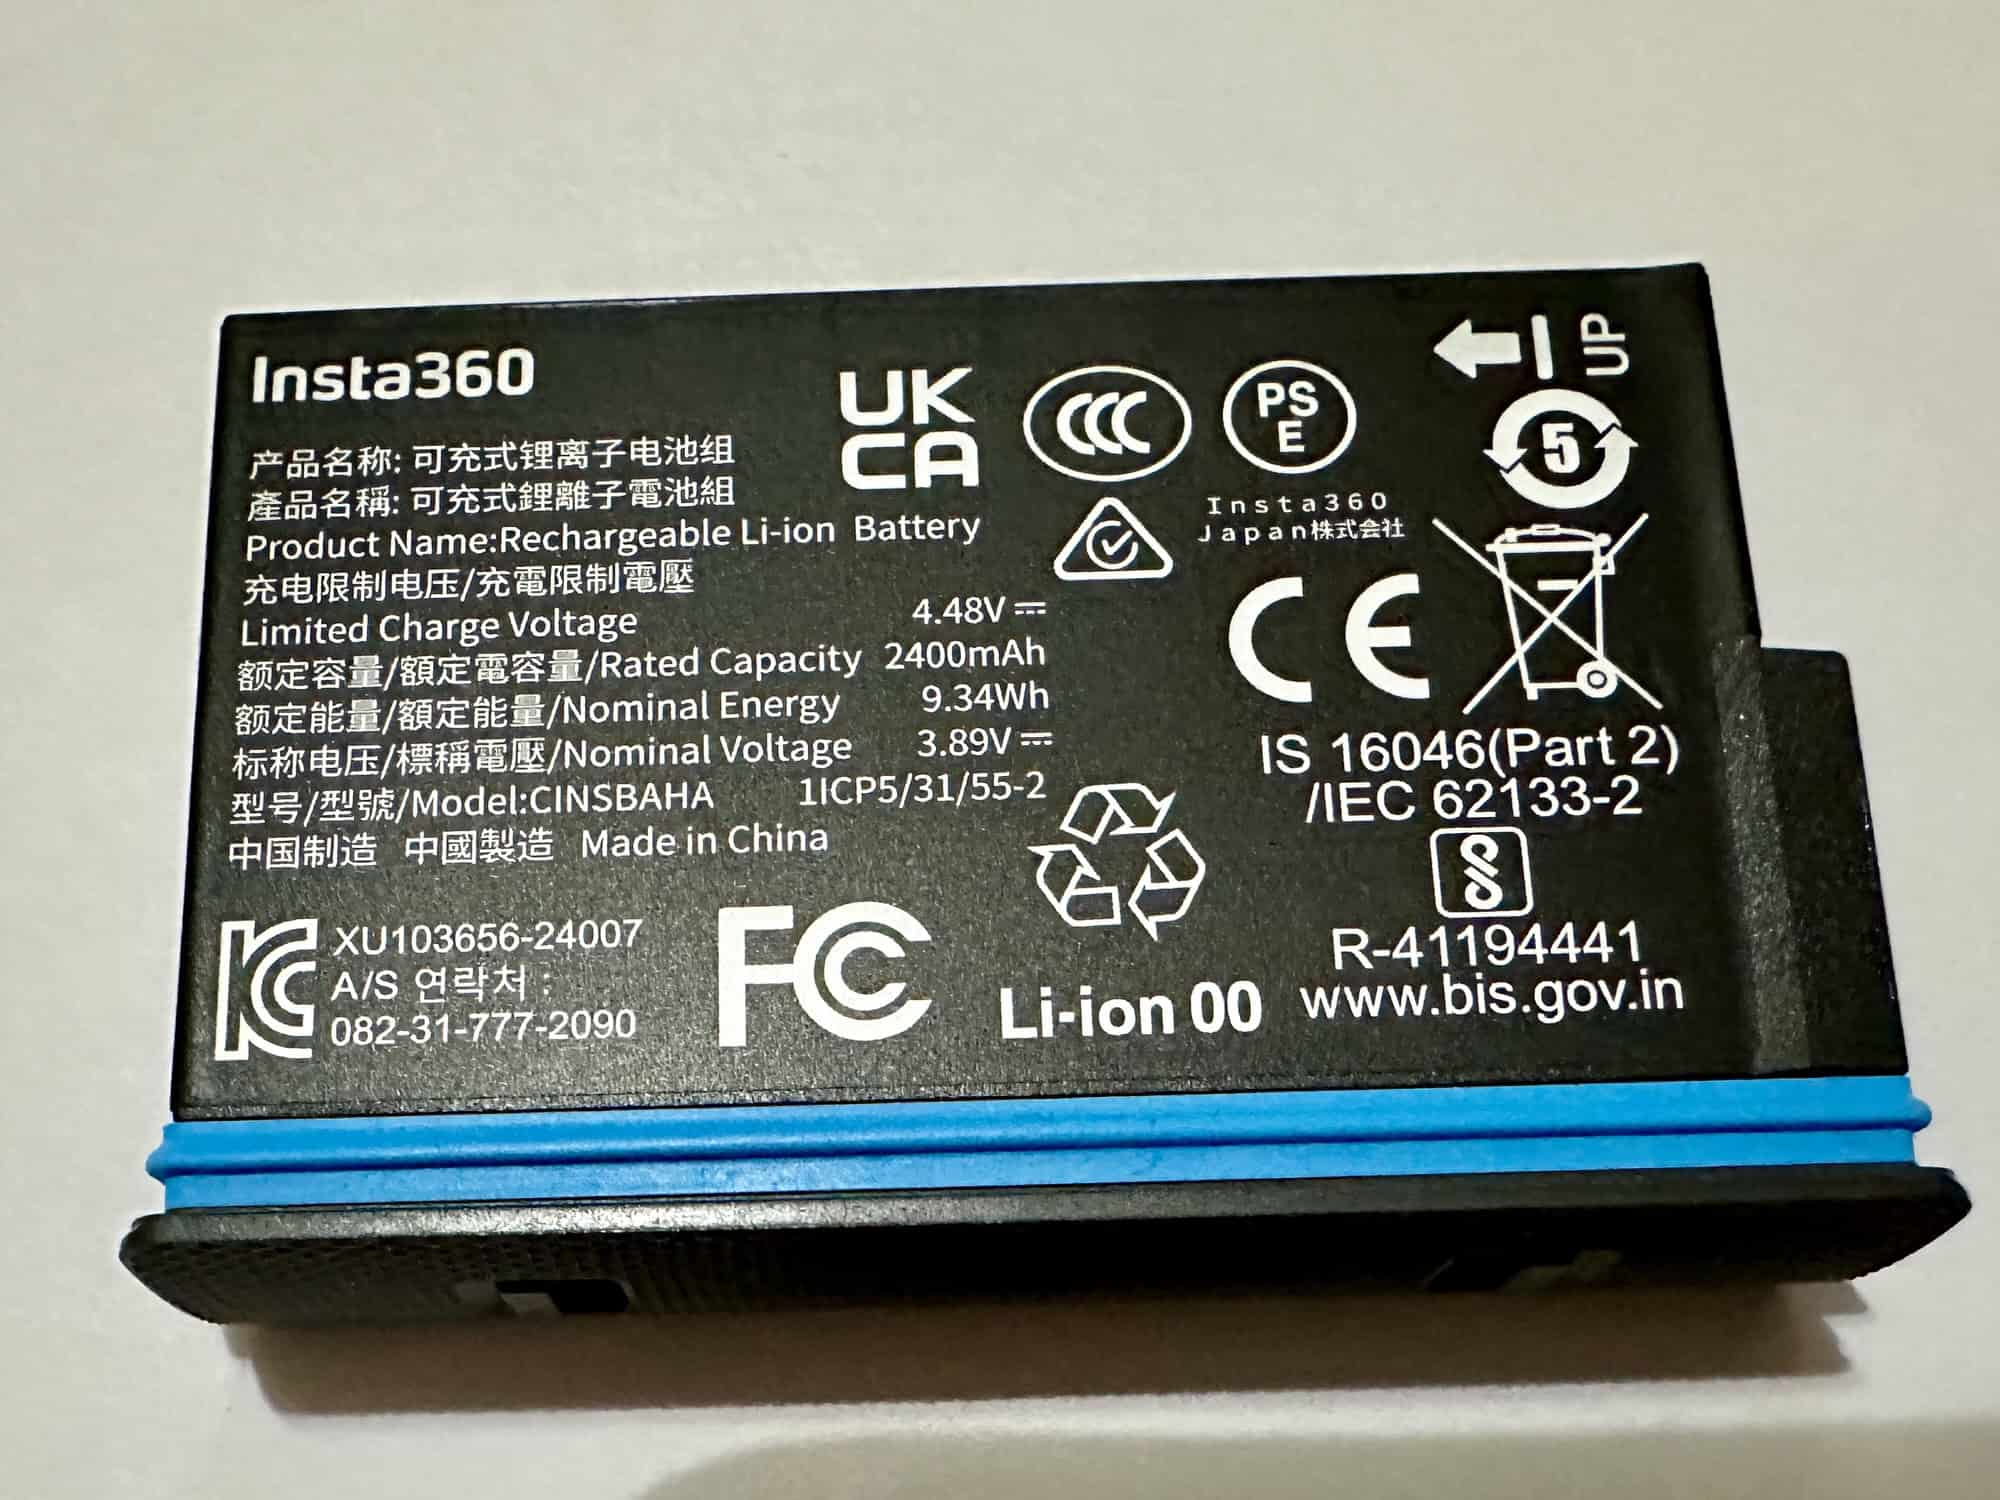 Insta360
产品名称: 可充式锂离子电池组
產品名稱: 可充式鋰離子電池組
Product Name:Rechargeable Li-ion Battery
充电限制电压/充電限制電壓
Limited Charge Voltage 4.48V⎓
额定容量/額定電容量/Rated Capacity 2400mAh
额定能量/額定能量/Nominal Energy 9.34Wh
标称电压/標稱電壓/Nominal Voltage 3.89V⎓
型号/型號/Model:CINSBAHA 1ICP5/31/55-2
中国制造 中國製造 Made in China
KC
XU103656-24007
A/S 연락처 :
082-31-777-2090
FC
UK
CA
CCC
PS
E
Insta360
Japan株式会社
UP
5
CE
IS 16046(Part 2)
/IEC 62133-2
R-41194441
www.bis.gov.in
Li-ion 00